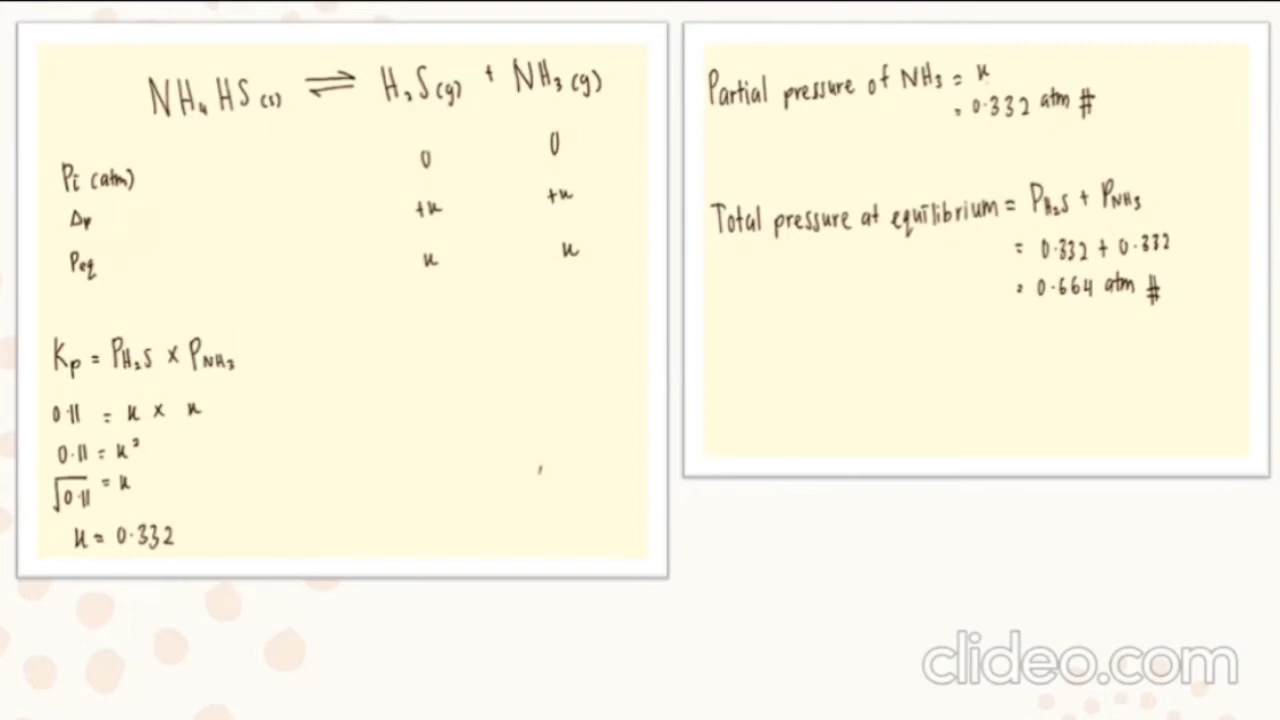 NH₄HS(s) ⇌ H₂S(g) + NH₃(g)
Pi (atm) 0 0
Δp +x +x
Peq x x
Kp = PH₂S × PNH₃
0.11 = x × x
0.11 = x²
√0.11 = x
x = 0.332
Partial pressure of NH₃ = x
= 0.332 atm #
Total pressure at equilibrium = PH₂S + PNH₃
= 0.332 + 0.332
= 0.664 atm #
clideo.com